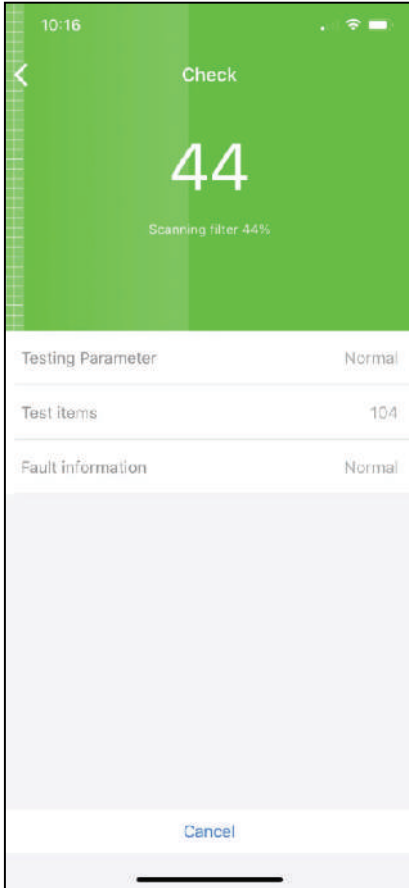 10:16
Check
44
Scanning filter 44%
Testing Parameter Normal
Test items 104
Fault information Normal
Cancel